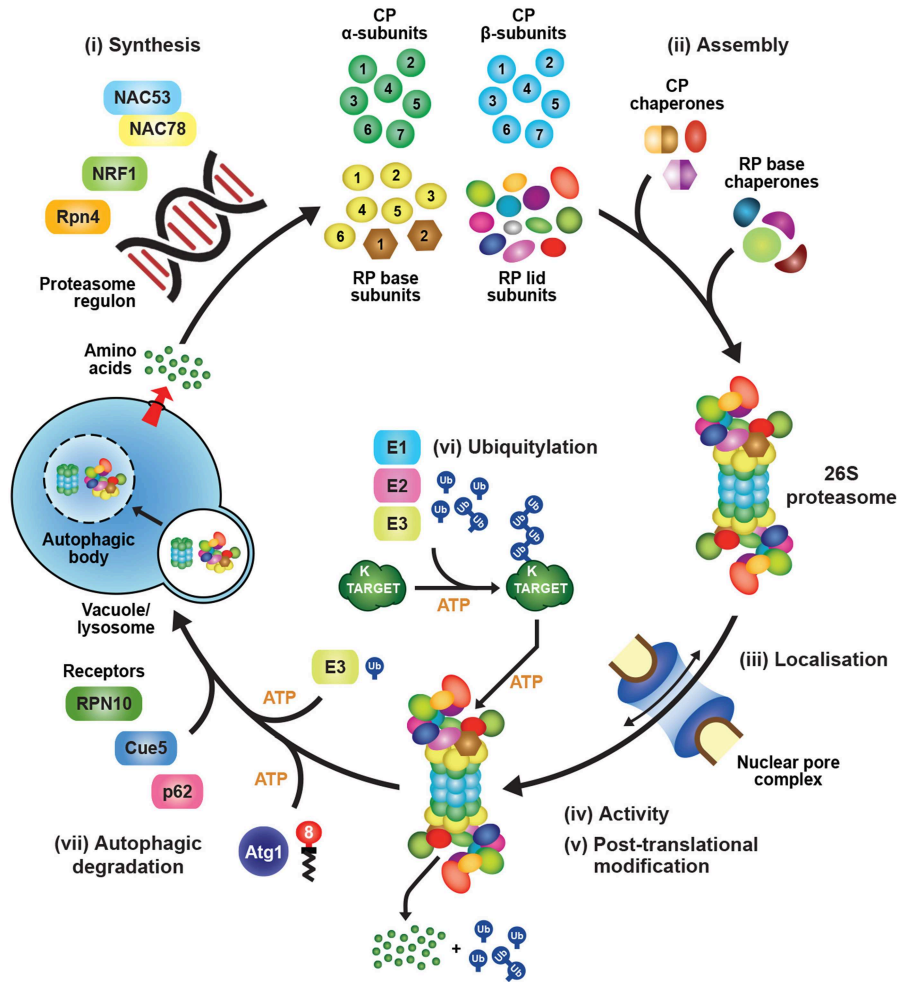 (i) Synthesis
NAC53
NAC78
NRF1
Rpn4
Proteasome
regulon
CP
α-subunits
1
2
3
4
5
6
7
CP
β-subunits
1
2
3
4
5
6
7
1
2
3
4
5
6
1
2
RP base
subunits
RP lid
subunits
(ii) Assembly
CP
chaperones
RP base
chaperones
26S
proteasome
(iii) Localisation
Nuclear pore
complex
(iv) Activity
(v) Post-translational
modification
(vi) Ubiquitylation
E1
E2
E3
Ub
Ub
Ub
Ub
Ub
Ub
Ub
Ub
Ub
K
TARGET
ATP
K
TARGET
ATP
Ub
Ub
Ub
Ub
Ub
+
E3
Ub
ATP
ATP
Atg1
8
(vii) Autophagic
degradation
Receptors
RPN10
Cue5
p62
Vacuole/
lysosome
Autophagic
body
Amino
acids